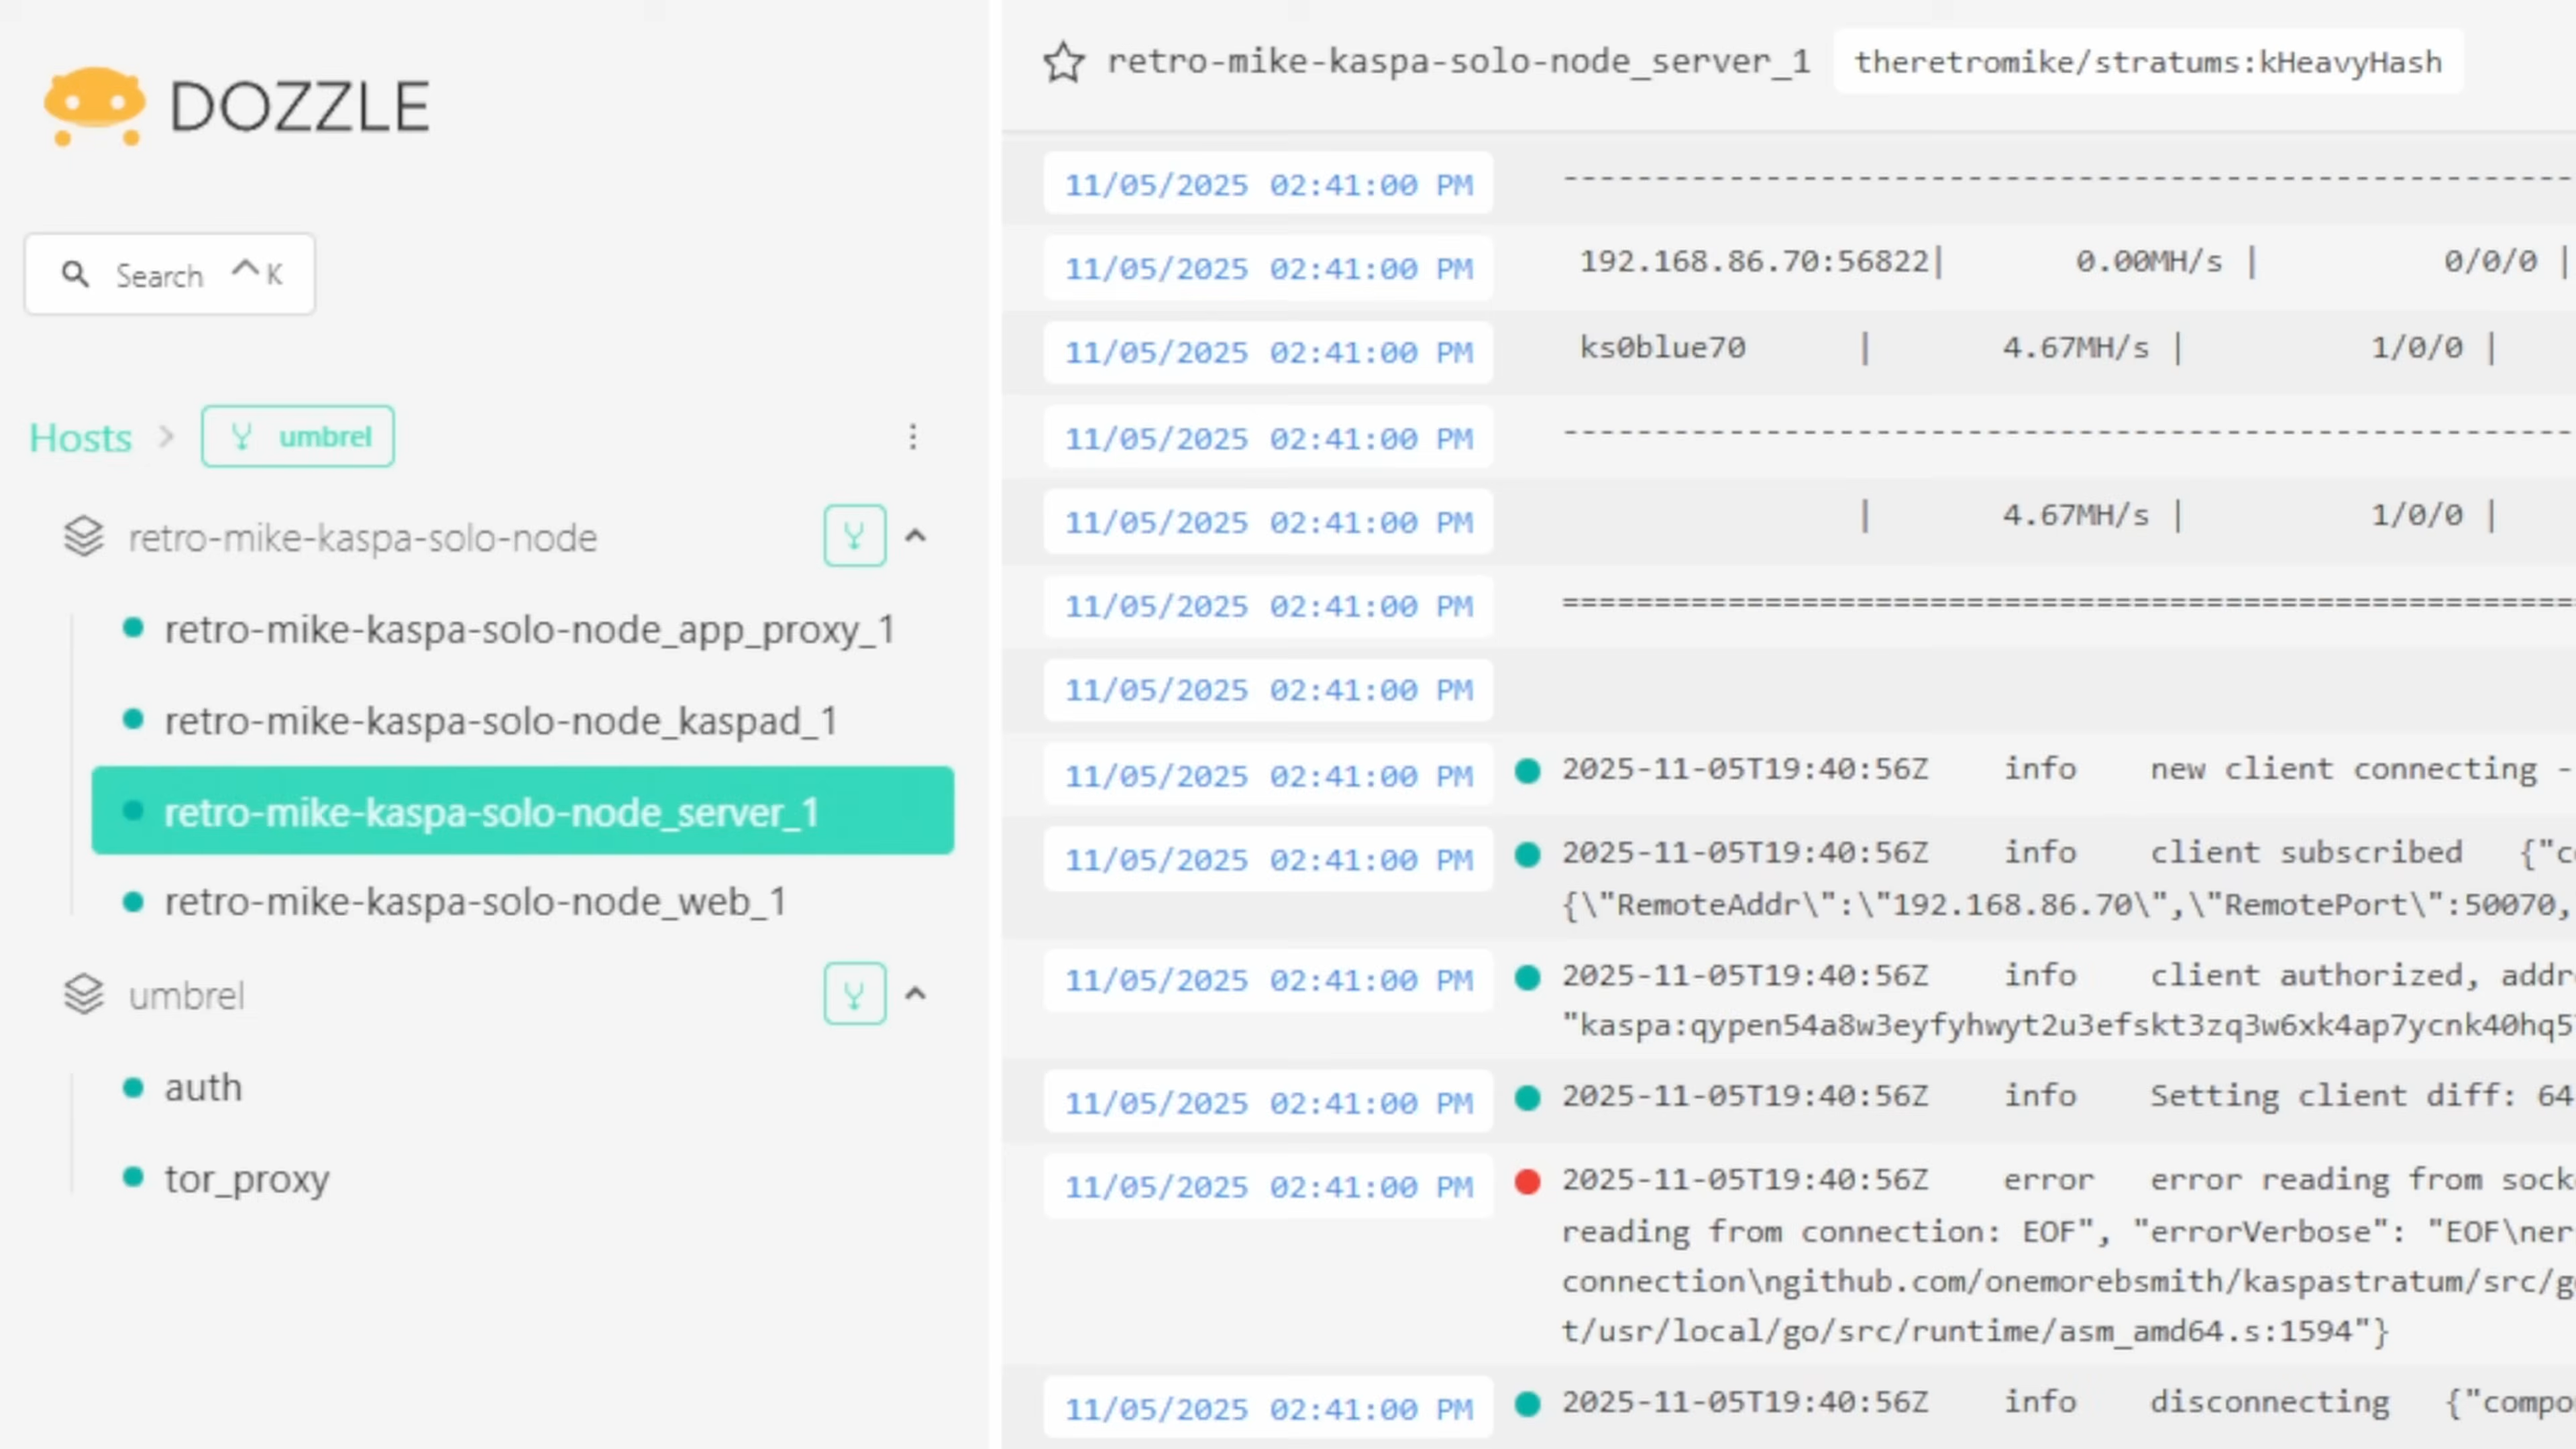 DOZZLE
Search ^ K
Hosts > umbrel
retro-mike-kaspa-solo-node
retro-mike-kaspa-solo-node_app_proxy_1
retro-mike-kaspa-solo-node_kaspad_1
retro-mike-kaspa-solo-node_server_1
retro-mike-kaspa-solo-node_web_1
umbrel
auth
tor_proxy
retro-mike-kaspa-solo-node_server_1 theretromike/stratums:kHeavyHash
11/05/2025 02:41:00 PM ------------------------------------------------------
11/05/2025 02:41:00 PM 192.168.86.70:56822| 0.00MH/s | 0/0/0 |
11/05/2025 02:41:00 PM ks0blue70 | 4.67MH/s | 1/0/0 |
11/05/2025 02:41:00 PM ------------------------------------------------------
11/05/2025 02:41:00 PM | 4.67MH/s | 1/0/0 |
11/05/2025 02:41:00 PM ======================================================
11/05/2025 02:41:00 PM
11/05/2025 02:41:00 PM 2025-11-05T19:40:56Z info new client connecting -
11/05/2025 02:41:00 PM 2025-11-05T19:40:56Z info client subscribed {"c
{\"RemoteAddr\":\"192.168.86.70\",\"RemotePort\":50070,
11/05/2025 02:41:00 PM 2025-11-05T19:40:56Z info client authorized, addr
"kaspa:qypen54a8w3eyfyhwyt2u3efskt3zq3w6xk4ap7ycnk40hq5
11/05/2025 02:41:00 PM 2025-11-05T19:40:56Z info Setting client diff: 64
11/05/2025 02:41:00 PM 2025-11-05T19:40:56Z error error reading from sock
reading from connection: EOF", "errorVerbose": "EOF\ner
connection\ngithub.com/onemorebsmith/kaspastratum/src/g
t/usr/local/go/src/runtime/asm_amd64.s:1594"}
11/05/2025 02:41:00 PM 2025-11-05T19:40:56Z info disconnecting {"compo